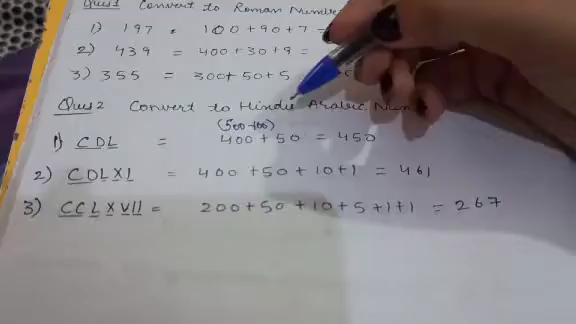 Ques1 Convert to Roman Number
1) 197 = 100+90+7 =
2) 439 = 400+30+9 =
3) 355 = 300+50+5
Ques2 Convert to Hindu Arabic Num
(500-100)
1) CDL = 400+50 = 450
2) CDLXI = 400+50+10+1 = 461
3) CCLXVII = 200+50+10+5+1+1 = 267